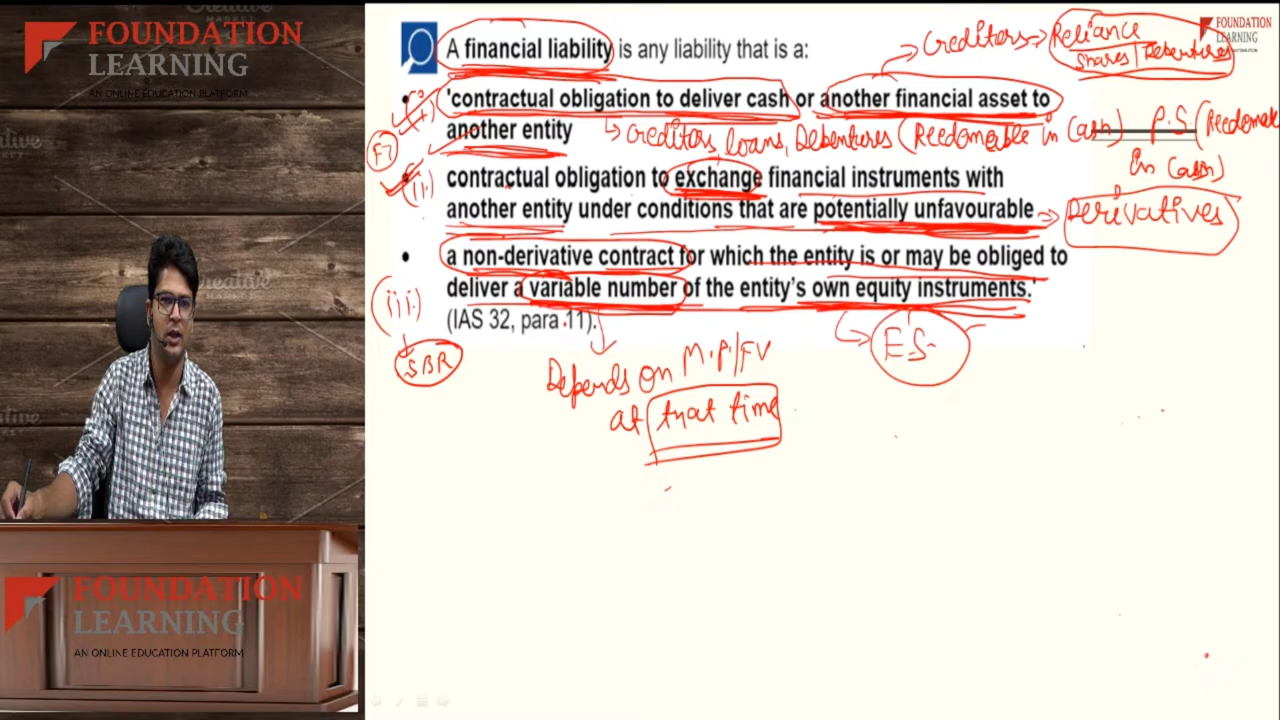 FOUNDATION
LEARNING
AN ONLINE EDUCATION PLATFORM
A financial liability is any liability that is a:
→ Creditors → Reliance
Shares / Debentures
FOUNDATION
LEARNING
(i) • 'contractual obligation to deliver cash or another financial asset to
another entity
→ Creditors, loans, Debentures (Reedomable in Cash) P.S (Reedomable
in Cash)
F7
(ii) • contractual obligation to exchange financial instruments with
another entity under conditions that are potentially unfavourable → Derivatives
• a non-derivative contract for which the entity is or may be obliged to
(iii) deliver a variable number of the entity's own equity instruments.'
(IAS 32, para 11).
SBR
E.S.
Depends on M.P/FV
at that time
FOUNDATION
LEARNING
AN ONLINE EDUCATION PLATFORM